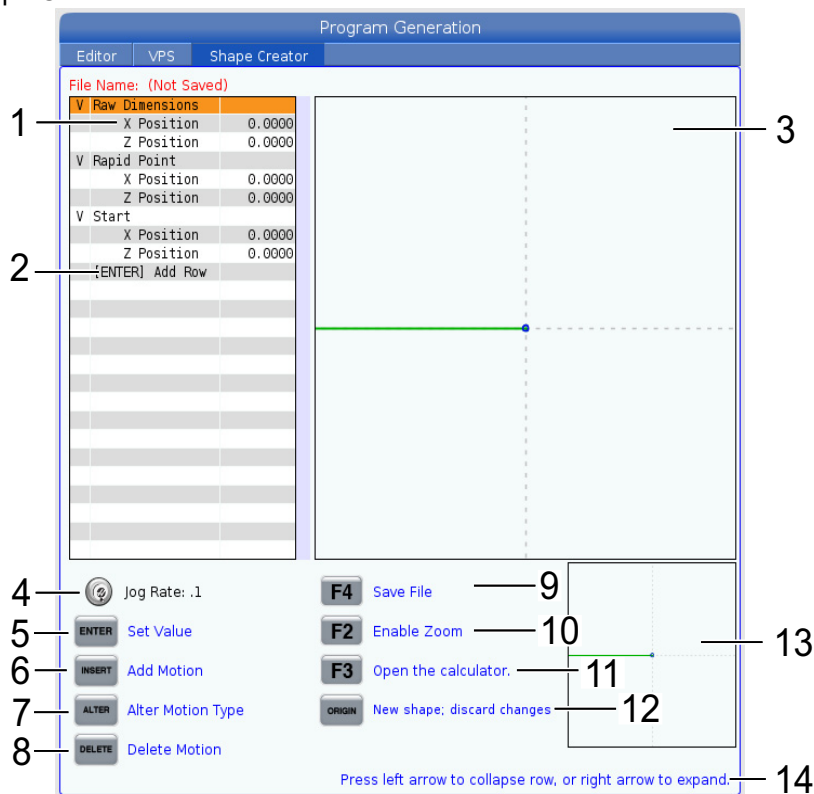 Program Generation
Editor VPS Shape Creator
File Name: (Not Saved)
V Raw Dimensions
1 X Position 0.0000
3
Z Position 0.0000
V Rapid Point
X Position 0.0000
Z Position 0.0000
V Start
X Position 0.0000
Z Position 0.0000
2 [ENTER] Add Row
4 Jog Rate: .1
F4 Save File 9
5 ENTER Set Value
F2 Enable Zoom 10
13
6 INSERT Add Motion
F3 Open the calculator. 11
7 ALTER Alter Motion Type
ORIGIN New shape; discard changes 12
8 DELETE Delete Motion
Press left arrow to collapse row, or right arrow to expand. 14